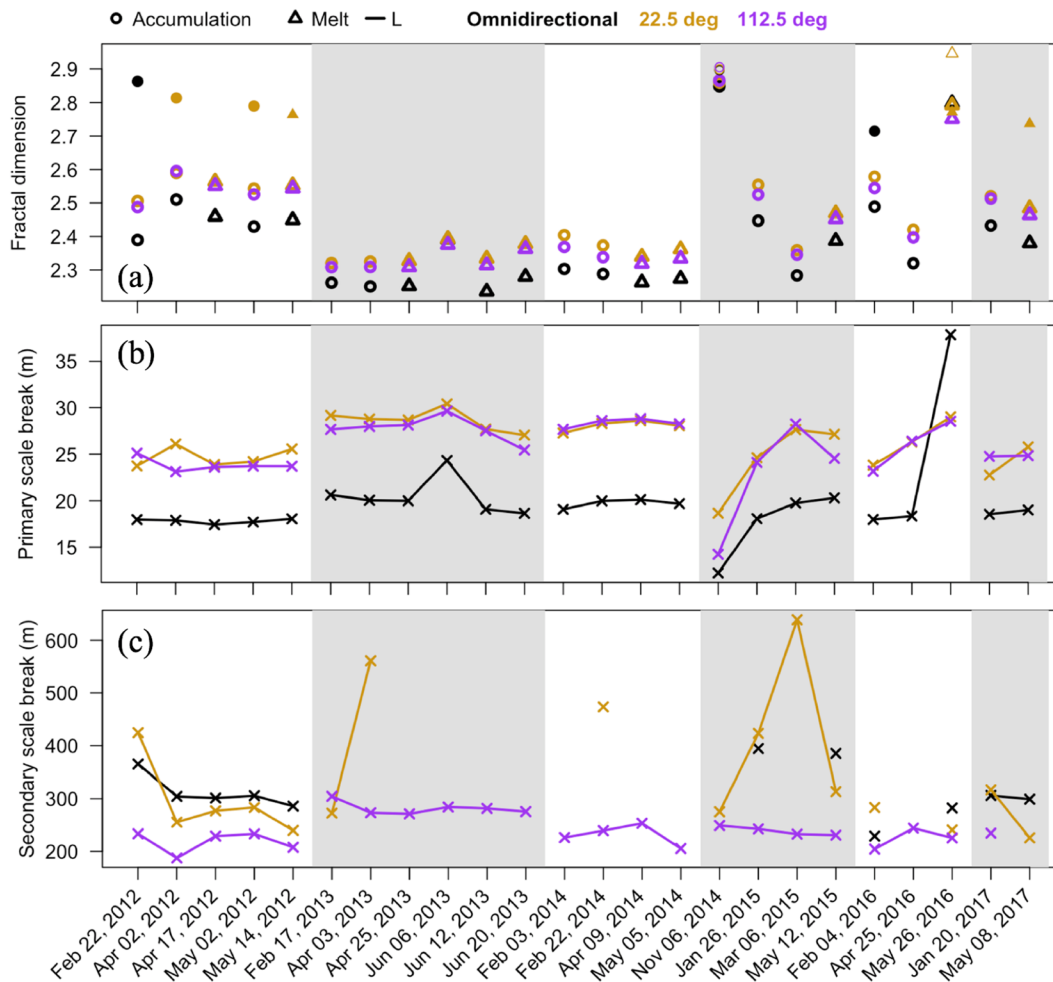 Accumulation Melt L Omnidirectional 22.5 deg 112.5 deg
Fractal dimension
2.9
2.8
2.7
2.6
2.5
2.4
2.3
(a)
Primary scale break (m)
35
30
25
20
15
(b)
Secondary scale break (m)
600
500
400
300
200
(c)
Feb 22, 2012
Apr 02, 2012
Apr 17, 2012
May 02, 2012
May 14, 2012
Feb 17, 2013
Apr 03, 2013
Apr 25, 2013
Jun 06, 2013
Jun 12, 2013
Jun 20, 2013
Feb 03, 2014
Feb 22, 2014
Apr 09, 2014
May 05, 2014
Nov 06, 2014
Jan 26, 2015
Mar 06, 2015
May 12, 2015
Feb 04, 2016
Apr 25, 2016
May 26, 2016
Jan 20, 2017
May 08, 2017